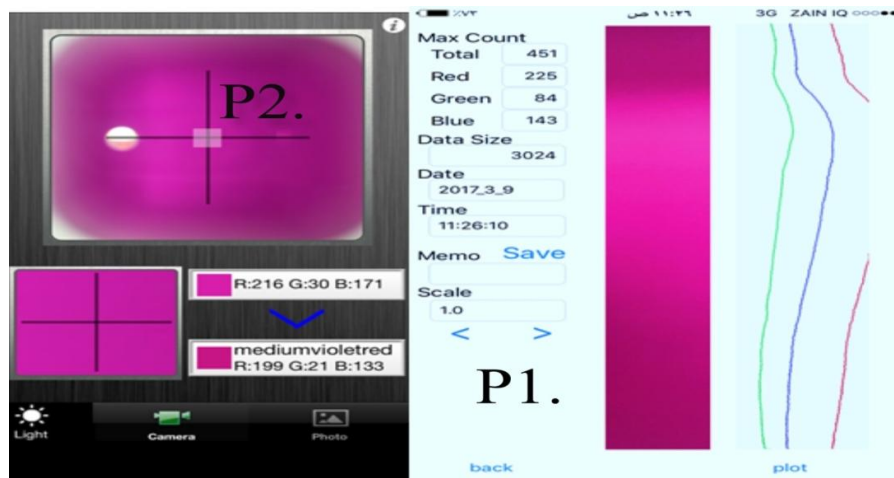 i
P2.
R:216 G:30 B:171
mediumvioletred
R:199 G:21 B:133
Light
Camera
Photo
٪٧٣
١١:٢٦ ص
3G ZAIN IQ
Max Count
Total 451
Red 225
Green 84
Blue 143
Data Size
3024
Date
2017_3_9
Time
11:26:10
Memo Save
Scale
1.0
< >
P1.
back
plot